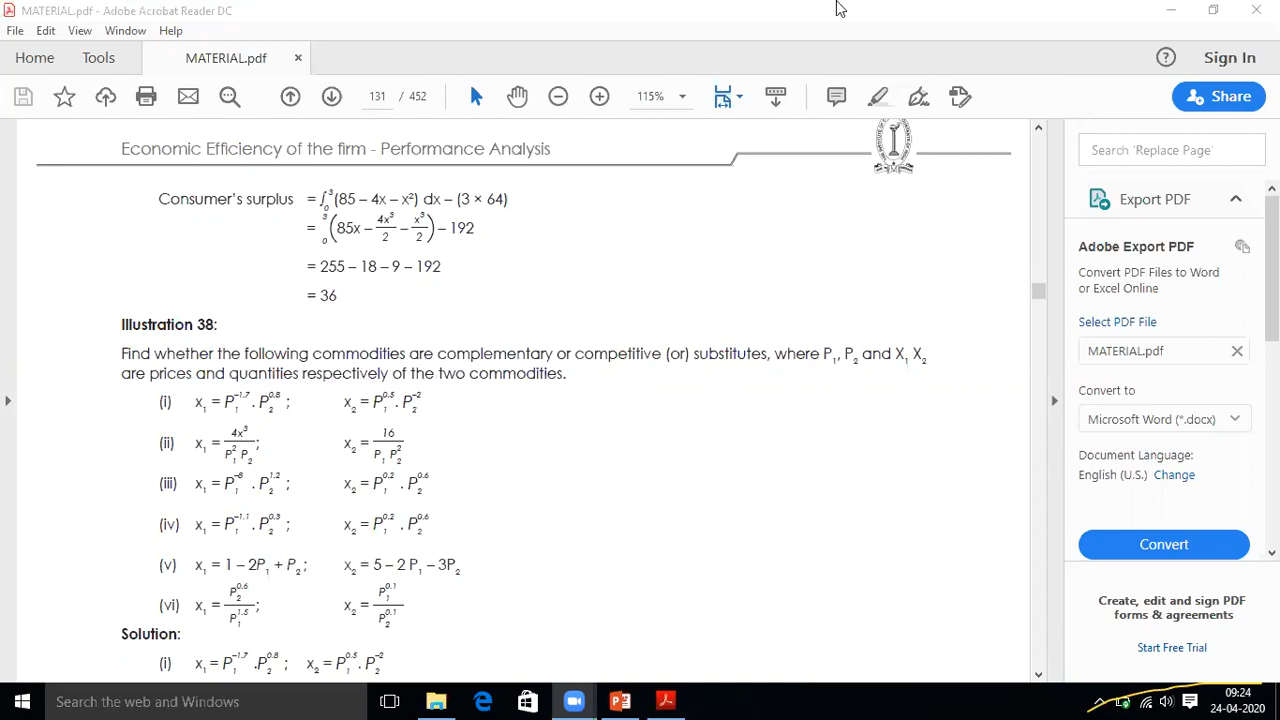 MATERIAL.pdf - Adobe Acrobat Reader DC
File Edit View Window Help
Home Tools MATERIAL.pdf × Sign In
131 / 452 115% Share
Economic Efficiency of the firm - Performance Analysis
Consumer's surplus = ∫₀³ (85 – 4x – x²) dx – (3 × 64)
= ₀³ (85x – 4x³/2 – x³/2) – 192
= 255 – 18 – 9 – 192
= 36
Illustration 38:
Find whether the following commodities are complementary or competitive (or) substitutes, where P₁, P₂ and X₁ X₂
are prices and quantities respectively of the two commodities.
(i) x₁ = P₁^–1.7 . P₂^0.8 ; x₂ = P₁^0.5 . P₂^–2
(ii) x₁ = 4x³/P₁² P₂; x₂ = 16/P₁ P₂²
(iii) x₁ = P₁^–8 . P₂^1.2 ; x₂ = P₁^0.2 . P₂^0.6
(iv) x₁ = P₁^–1.1 . P₂^0.3 ; x₂ = P₁^0.2 . P₂^0.6
(v) x₁ = 1 – 2P₁ + P₂ ; x₂ = 5 – 2 P₁ – 3P₂
(vi) x₁ = P₂^0.6/P₁^1.5; x₂ = P₁^0.1/P₂^0.1
Solution:
(i) x₁ = P₁^–1.7 .P₂^0.8 ; x₂ = P₁^0.5 . P₂^–2
Search 'Replace Page'
Export PDF
Adobe Export PDF
Convert PDF Files to Word
or Excel Online
Select PDF File
MATERIAL.pdf
Convert to
Microsoft Word (*.docx)
Document Language:
English (U.S.) Change
Convert
Create, edit and sign PDF
forms & agreements
Start Free Trial
Search the web and Windows
09:24
24-04-2020